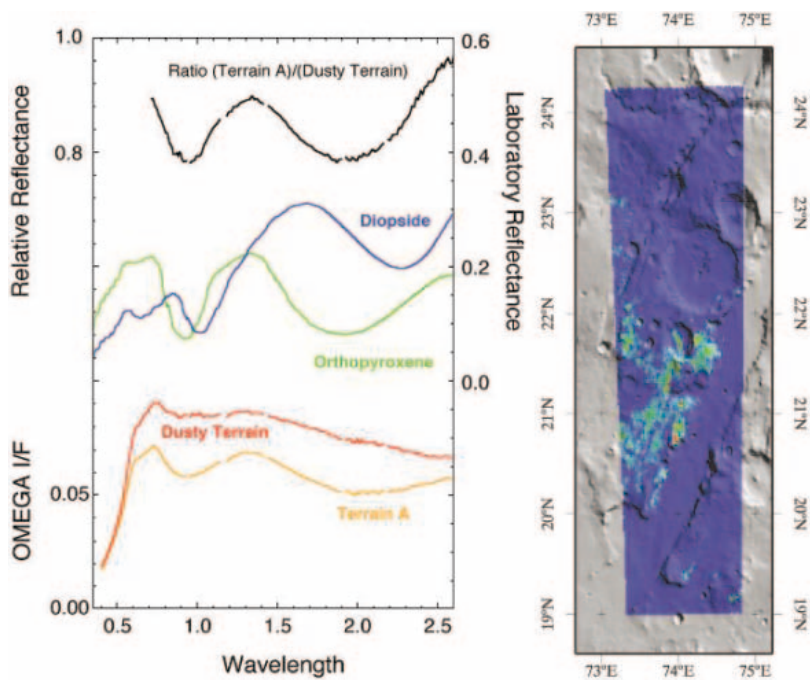 1.0
0.6
Ratio (Terrain A)/(Dusty Terrain)
Relative Reflectance
0.8
0.4
Laboratory Reflectance
Diopside
0.2
Orthopyroxene
0.0
Dusty Terrain
OMEGA I/F
0.05
Terrain A
0.00
0.5 1.0 1.5 2.0 2.5
Wavelength
73°E 74°E 75°E
24°N 24°N
23°N 23°N
22°N 22°N
21°N 21°N
20°N 20°N
19°N 19°N
73°E 74°E 75°E